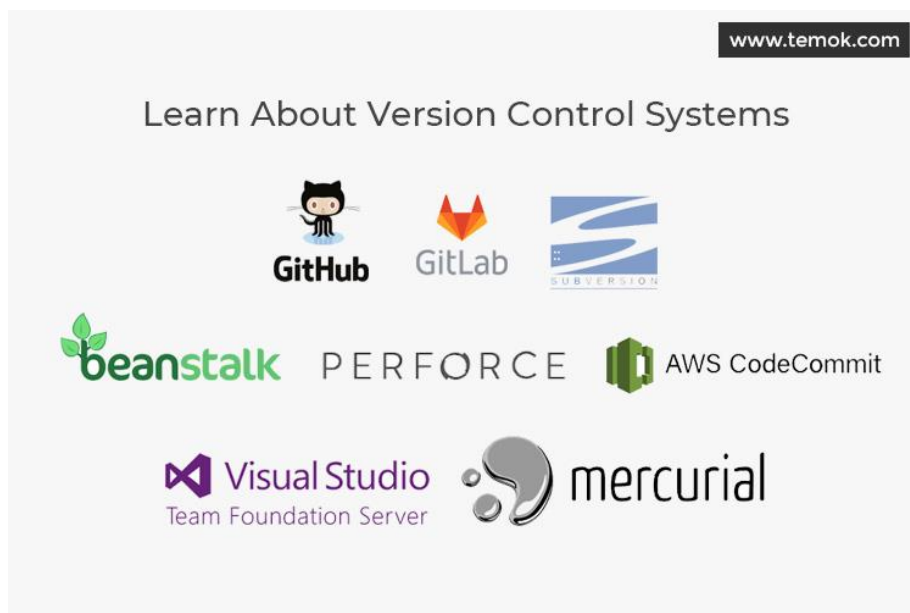 www.temok.com
Learn About Version Control Systems
GitHub
GitLab
SUBVERSION
beanstalk
PERFORCE
AWS CodeCommit
Visual Studio
Team Foundation Server
mercurial